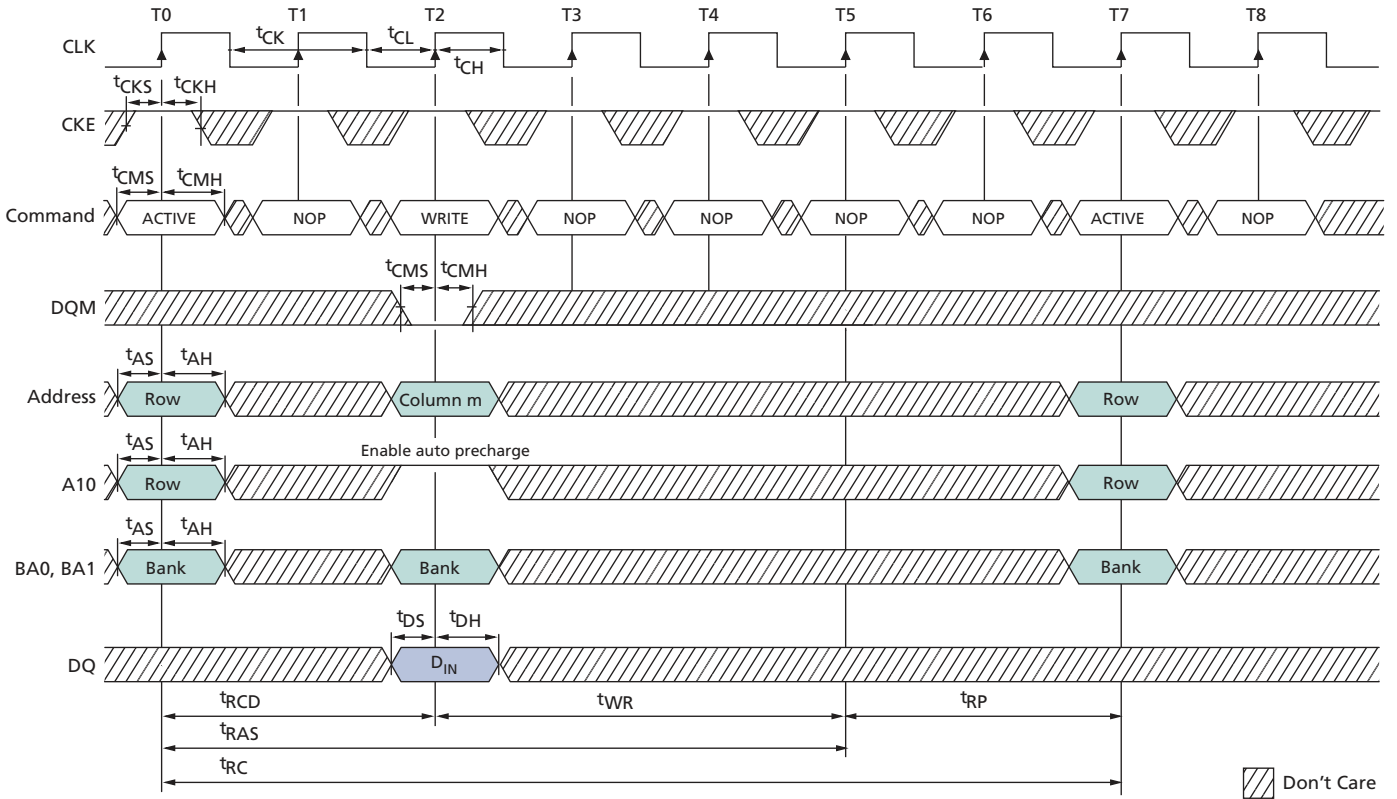 T0 T1 T2 T3 T4 T5 T6 T7 T8
CLK
tCK
tCL
tCH
tCKS tCKH
CKE
tCMS tCMH
Command ACTIVE NOP WRITE NOP NOP NOP NOP ACTIVE NOP
tCMS tCMH
DQM
tAS tAH
Address Row Column m Row
tAS tAH
Enable auto precharge
A10 Row Row
tAS tAH
BA0, BA1 Bank Bank Bank
tDS tDH
DQ DIN
tRCD tWR tRP
tRAS
tRC
Don't Care